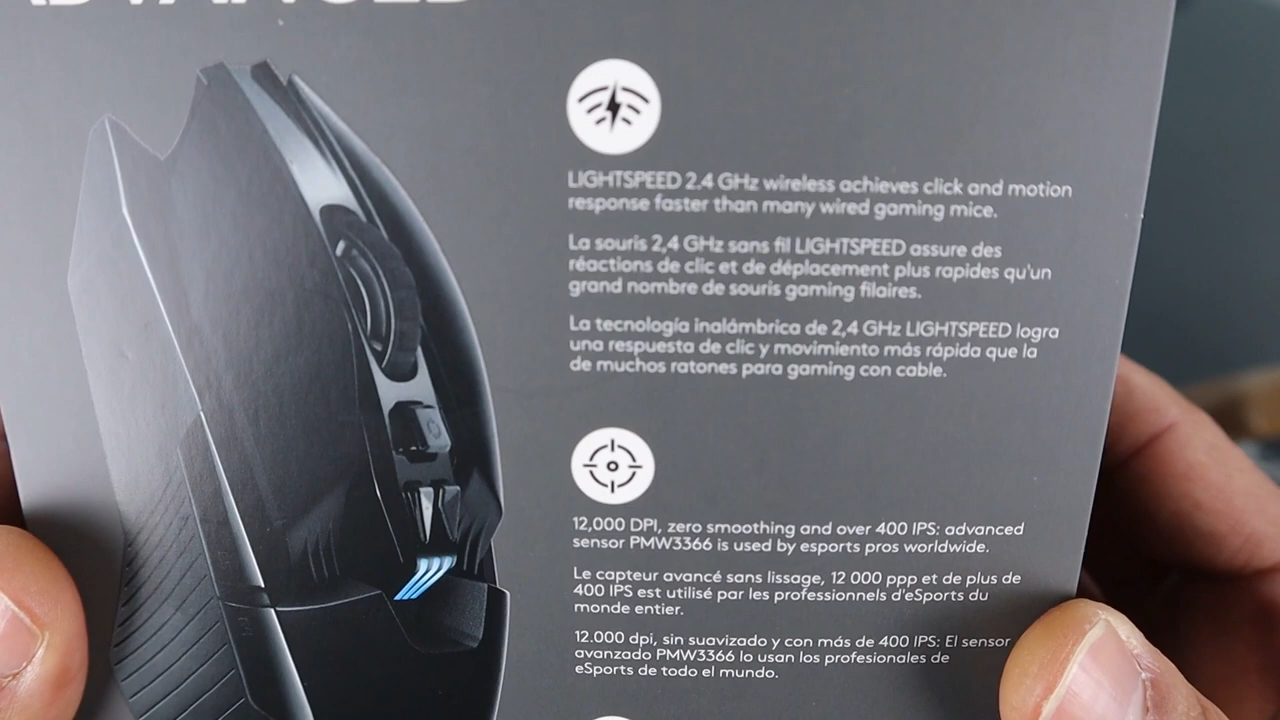 ADVANCED
LIGHTSPEED 2.4 GHz wireless achieves click and motion
response faster than many wired gaming mice.
La souris 2,4 GHz sans fil LIGHTSPEED assure des
réactions de clic et de déplacement plus rapides qu'un
grand nombre de souris gaming filaires.
La tecnología inalámbrica de 2,4 GHz LIGHTSPEED logra
una respuesta de clic y movimiento más rápida que la
de muchos ratones para gaming con cable.
12,000 DPI, zero smoothing and over 400 IPS: advanced
sensor PMW3366 is used by esports pros worldwide.
Le capteur avancé sans lissage, 12 000 ppp et de plus de
400 IPS est utilisé par les professionnels d'eSports du
monde entier.
12.000 dpi, sin suavizado y con más de 400 IPS: El sensor
avanzado PMW3366 lo usan los profesionales de
eSports de todo el mundo.